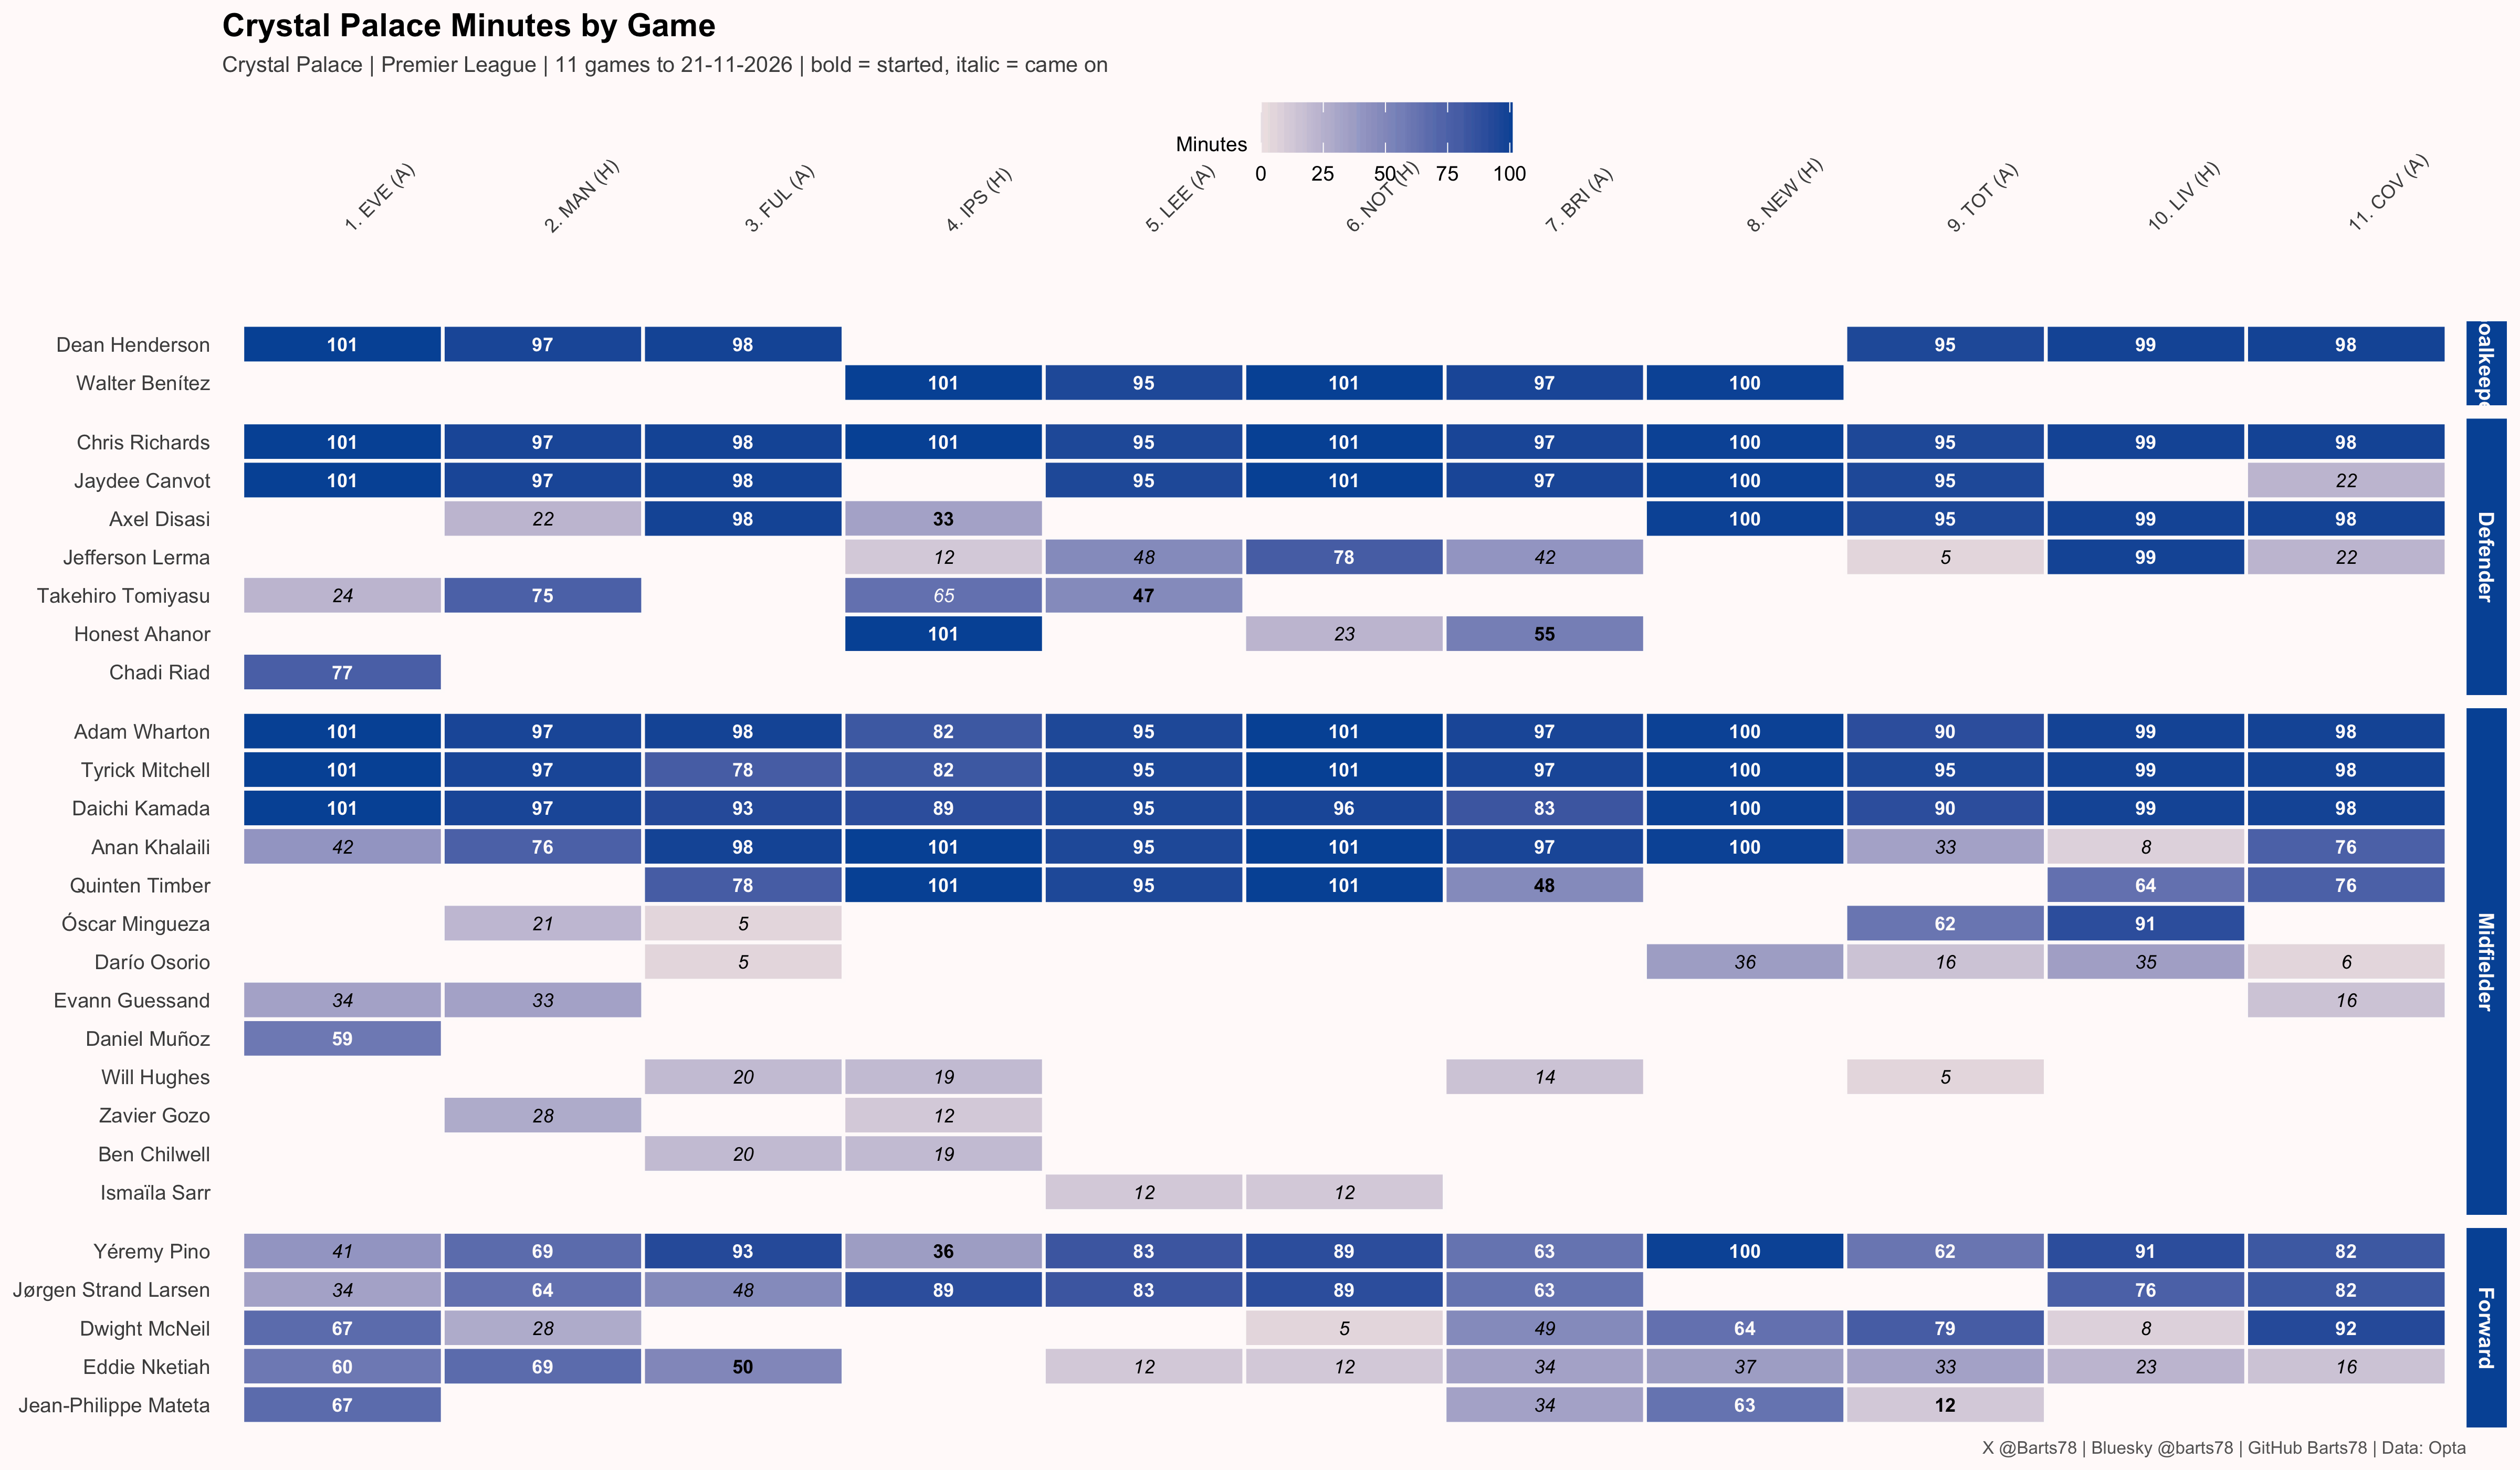 Crystal Palace Minutes by Game
Crystal Palace | Premier League | 11 games to 21-11-2026 | bold = started, italic = came on
Minutes
0 25 50 75 100
1. EVE (A) 2. MAN (H) 3. FUL (A) 4. IPS (H) 5. LEE (A) 6. NOT (H) 7. BRI (A) 8. NEW (H) 9. TOT (A) 10. LIV (H) 11. COV (A)
oalkeepe
Dean Henderson 101 97 98 95 99 98
Walter Benítez 101 95 101 97 100
Defender
Chris Richards 101 97 98 101 95 101 97 100 95 99 98
Jaydee Canvot 101 97 98 95 101 97 100 95 22
Axel Disasi 22 98 33 100 95 99 98
Jefferson Lerma 12 48 78 42 5 99 22
Takehiro Tomiyasu 24 75 65 47
Honest Ahanor 101 23 55
Chadi Riad 77
Midfielder
Adam Wharton 101 97 98 82 95 101 97 100 90 99 98
Tyrick Mitchell 101 97 78 82 95 101 97 100 95 99 98
Daichi Kamada 101 97 93 89 95 96 83 100 90 99 98
Anan Khalaili 42 76 98 101 95 101 97 100 33 8 76
Quinten Timber 78 101 95 101 48 64 76
Óscar Mingueza 21 5 62 91
Darío Osorio 5 36 16 35 6
Evann Guessand 34 33 16
Daniel Muñoz 59
Will Hughes 20 19 14 5
Zavier Gozo 28 12
Ben Chilwell 20 19
Ismaïla Sarr 12 12
Forward
Yéremy Pino 41 69 93 36 83 89 63 100 62 91 82
Jørgen Strand Larsen 34 64 48 89 83 89 63 76 82
Dwight McNeil 67 28 5 49 64 79 8 92
Eddie Nketiah 60 69 50 12 12 34 37 33 23 16
Jean-Philippe Mateta 67 34 63 12
X @Barts78 | Bluesky @barts78 | GitHub Barts78 | Data: Opta